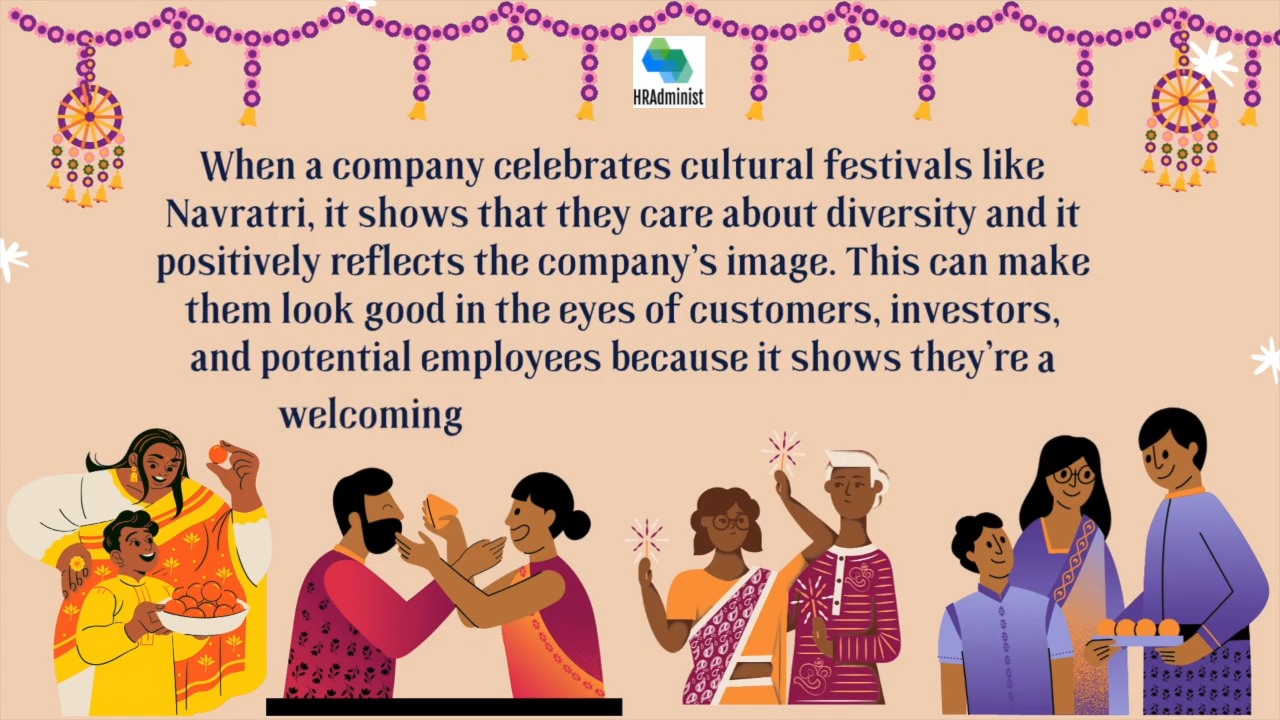 HRAdminist
When a company celebrates cultural festivals like
Navratri, it shows that they care about diversity and it
positively reflects the company’s image. This can make
them look good in the eyes of customers, investors,
and potential employees because it shows they’re a
welcoming